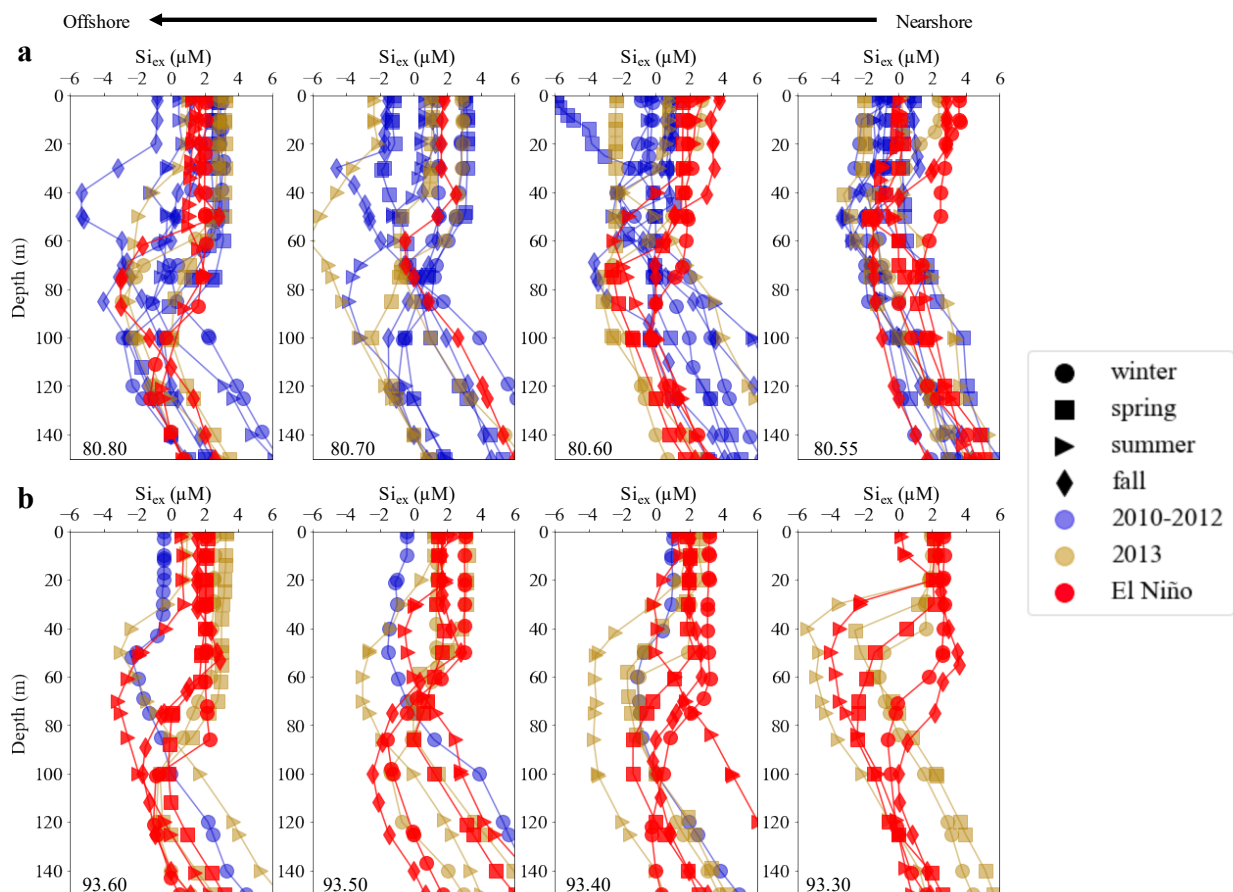 Offshore Nearshore
a
Si_ex (µM) Si_ex (µM) Si_ex (µM) Si_ex (µM)
−6 −4 −2 0 2 4 6 −6 −4 −2 0 2 4 6 −6 −4 −2 0 2 4 6 −6 −4 −2 0 2 4 6
Depth (m)
0
20
40
60
80
100
120
140
80.80 80.70 80.60 80.55
b
Si_ex (µM) Si_ex (µM) Si_ex (µM) Si_ex (µM)
−6 −4 −2 0 2 4 6 −6 −4 −2 0 2 4 6 −6 −4 −2 0 2 4 6 −6 −4 −2 0 2 4 6
Depth (m)
0
20
40
60
80
100
120
140
93.60 93.50 93.40 93.30
winter
spring
summer
fall
2010-2012
2013
El Niño